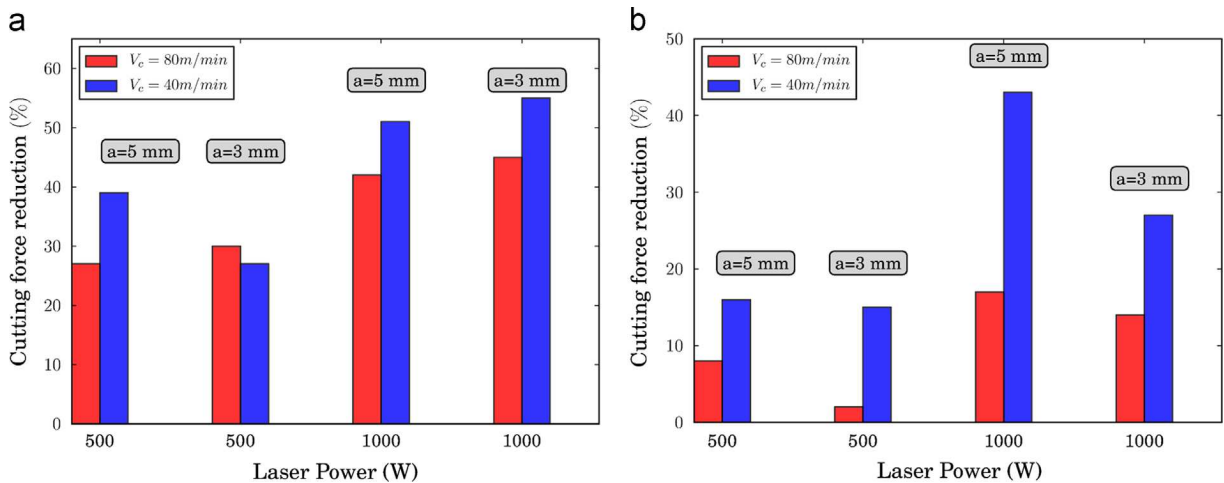 a
V_c = 80m/min
V_c = 40m/min
a=5 mm
a=3 mm
a=5 mm
a=3 mm
60
50
40
30
20
10
0
Cutting force reduction (%)
500
500
1000
1000
Laser Power (W)
b
V_c = 80m/min
V_c = 40m/min
a=5 mm
a=3 mm
a=5 mm
a=3 mm
50
40
30
20
10
0
Cutting force reduction (%)
500
500
1000
1000
Laser Power (W)